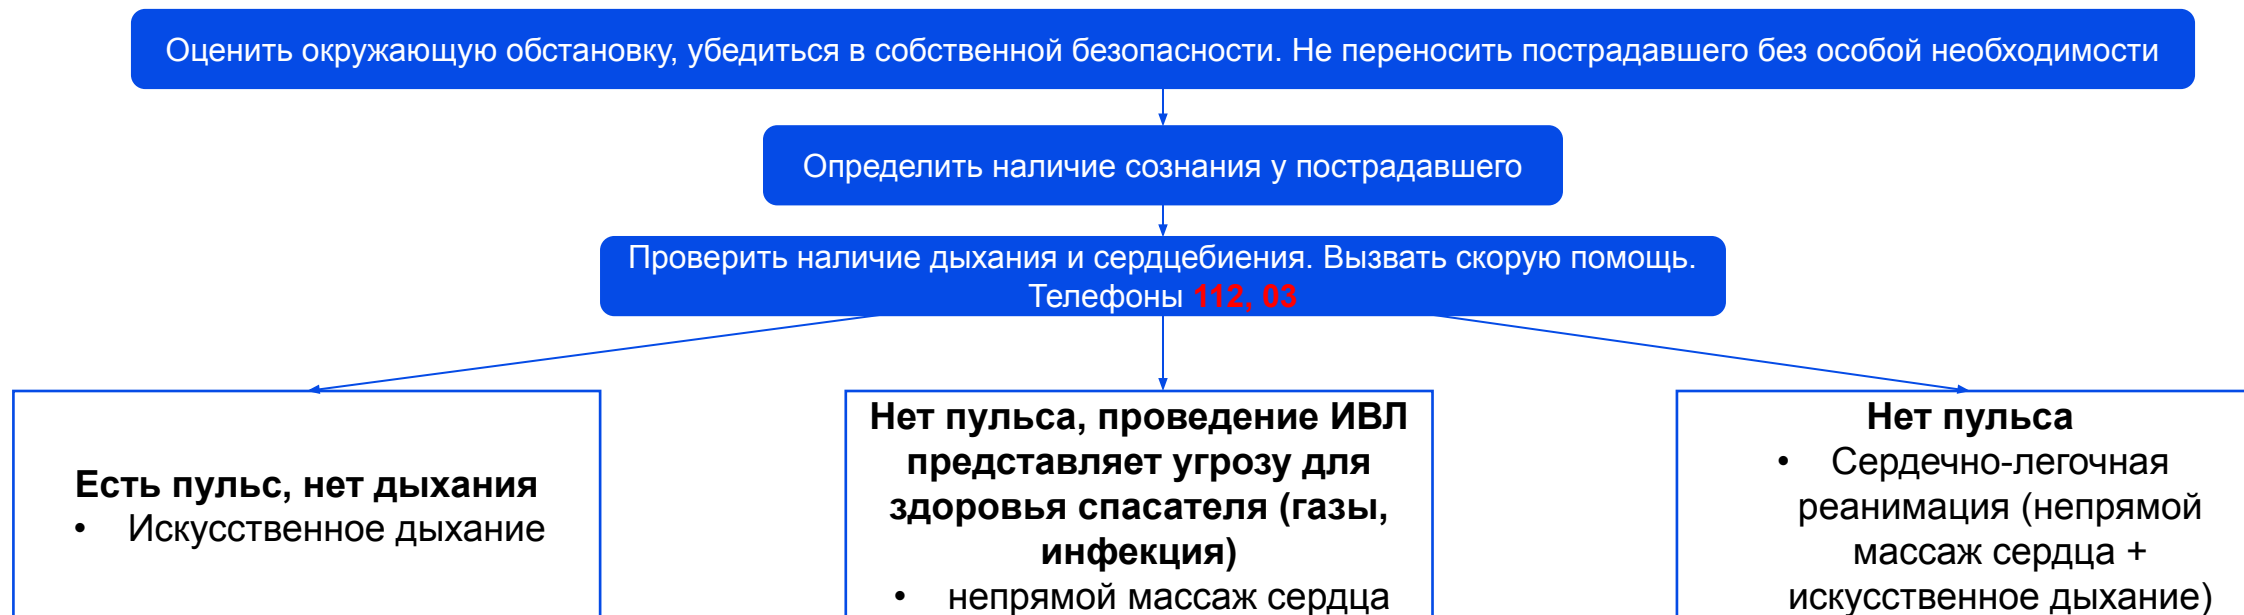 Оценить окружающую обстановку, убедиться в собственной безопасности. Не переносить пострадавшего без особой необходимости
Определить наличие сознания у пострадавшего
Проверить наличие дыхания и сердцебиения. Вызвать скорую помощь.
Телефоны 112, 03
Есть пульс, нет дыхания
• Искусственное дыхание
Нет пульса, проведение ИВЛ
представляет угрозу для
здоровья спасателя (газы,
инфекция)
• непрямой массаж сердца
Нет пульса
• Сердечно-легочная
реанимация (непрямой
массаж сердца +
искусственное дыхание)